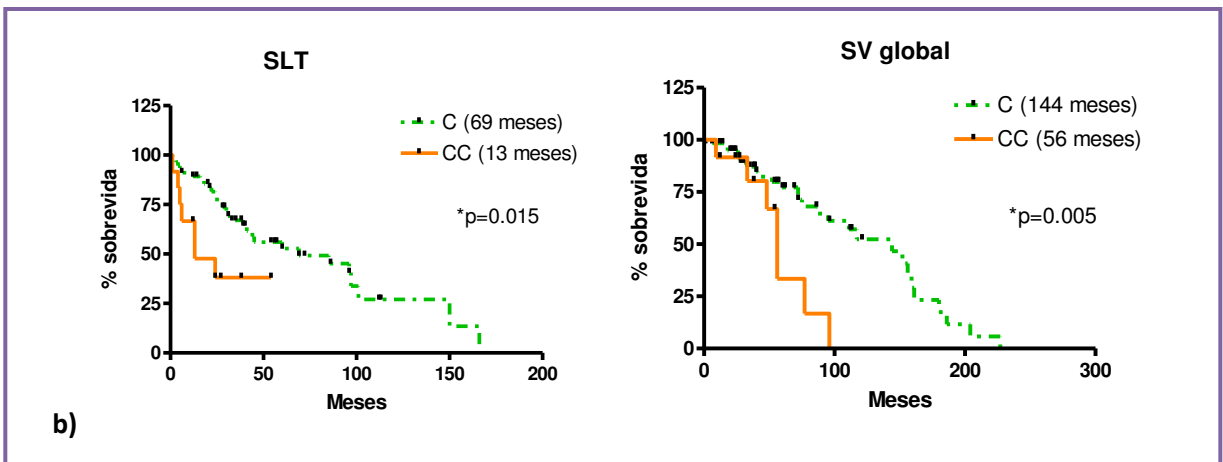 SLT
125
100
75
50
25
0
% sobrevida
C (69 meses)
CC (13 meses)
*p=0.015
0 50 100 150 200
Meses
SV global
125
100
75
50
25
0
% sobrevida
C (144 meses)
CC (56 meses)
*p=0.005
0 100 200 300
Meses
b)